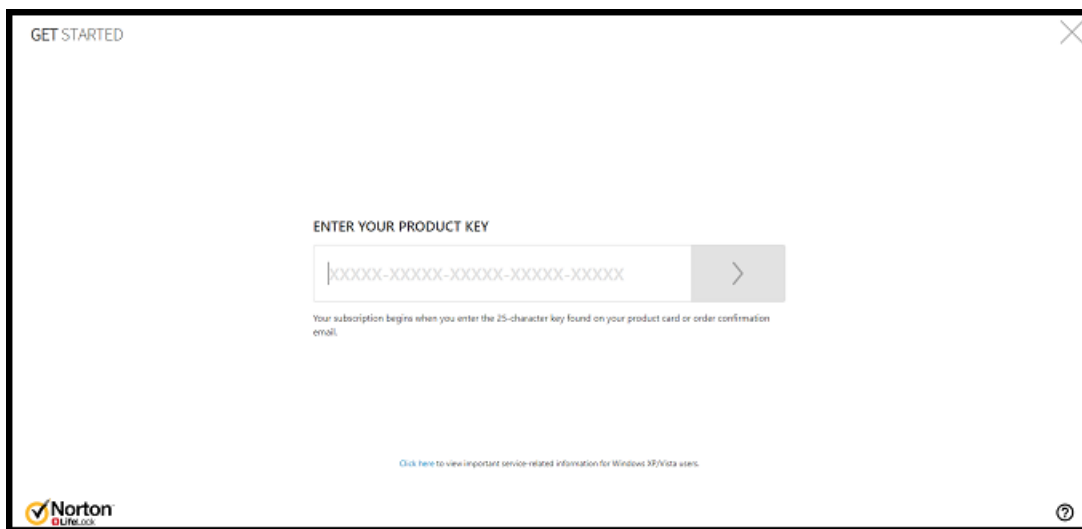 GET STARTED
ENTER YOUR PRODUCT KEY
XXXXX-XXXXX-XXXXX-XXXXX-XXXXX
Your subscription begins when you enter the 25-character key found on your product card or order confirmation
email.
Click here to view important service-related information for Windows XP/Vista users.
Norton
LifeLock